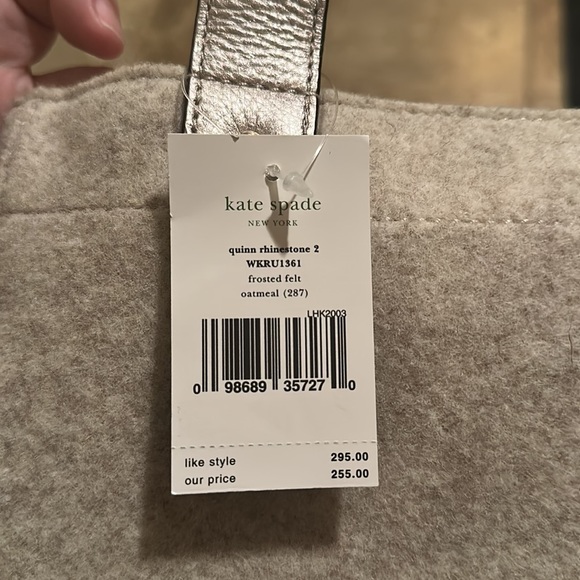 kate spade
NEW YORK
quinn rhinestone 2
WKRU1361
frosted felt
oatmeal (287)
LHK2003
0 98689 35727 0
like style 295.00
our price 255.00